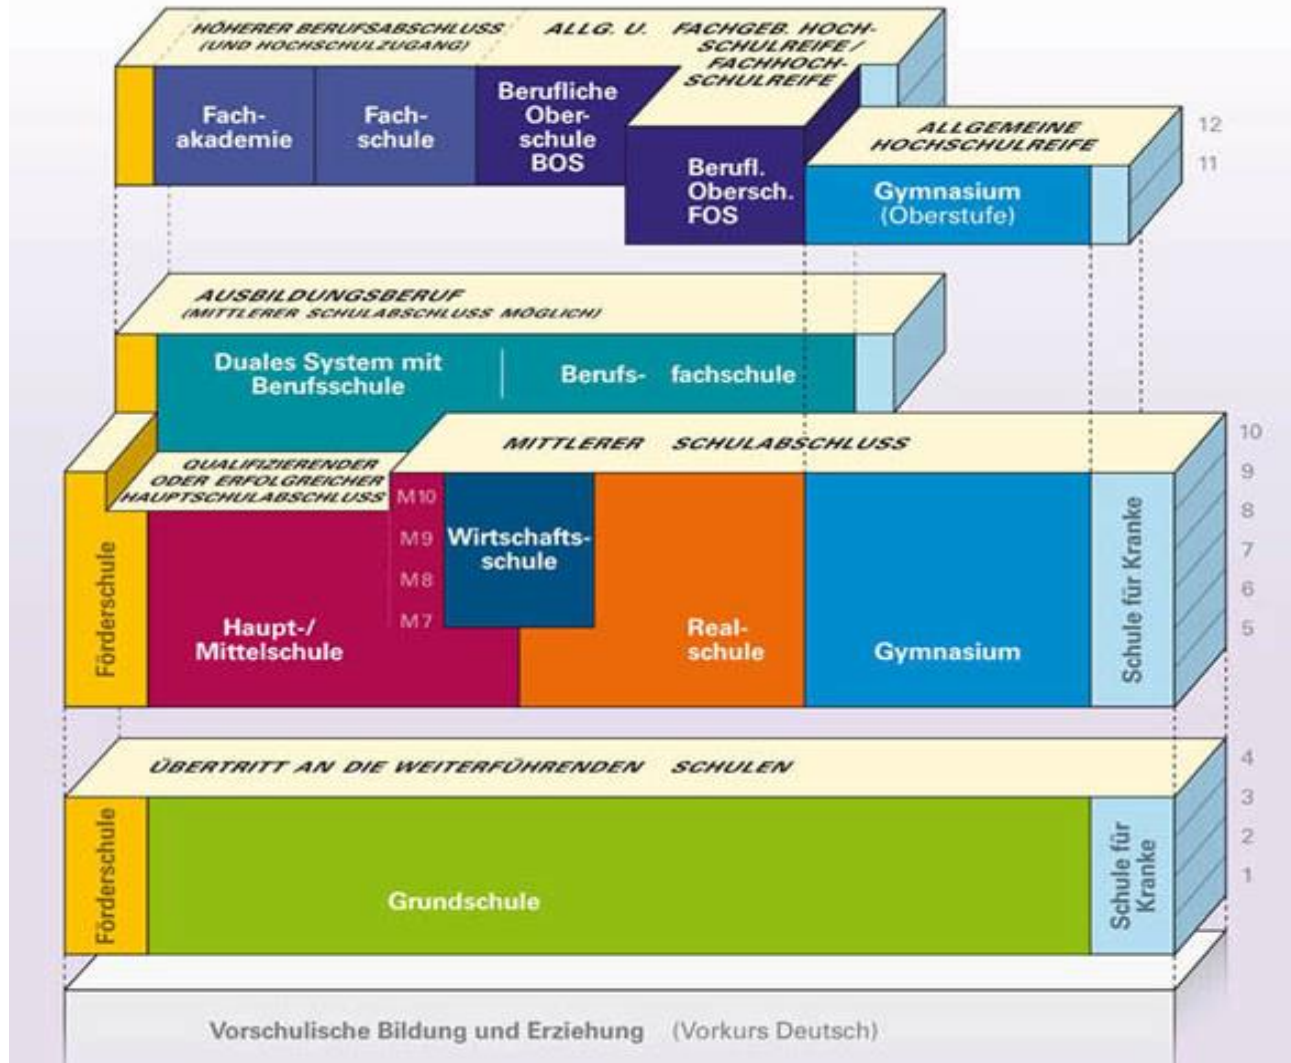 HÖHERER BERUFSABSCHLUSS
(UND HOCHSCHULZUGANG)
ALLG. U. FACHGEB. HOCH-
SCHULREIFE /
FACHHOCH-
SCHULREIFE
Fach-
akademie
Fach-
schule
Berufliche
Ober-
schule
BOS
Berufl.
Obersch.
FOS
ALLGEMEINE
HOCHSCHULREIFE
Gymnasium
(Oberstufe)
12
11
AUSBILDUNGSBERUF
(MITTLERER SCHULABSCHLUSS MÖGLICH)
Duales System mit
Berufsschule
Berufs- fachschule
MITTLERER SCHULABSCHLUSS
QUALIFIZIERENDER
ODER ERFOLGREICHER
HAUPTSCHULABSCHLUSS
Förderschule
Haupt-/
Mittelschule
M10
M9
M8
M7
Wirtschafts-
schule
Real-
schule
Gymnasium
Schule für Kranke
10
9
8
7
6
5
ÜBERTRITT AN DIE WEITERFÜHRENDEN SCHULEN
Förderschule
Grundschule
Schule für
Kranke
4
3
2
1
Vorschulische Bildung und Erziehung (Vorkurs Deutsch)